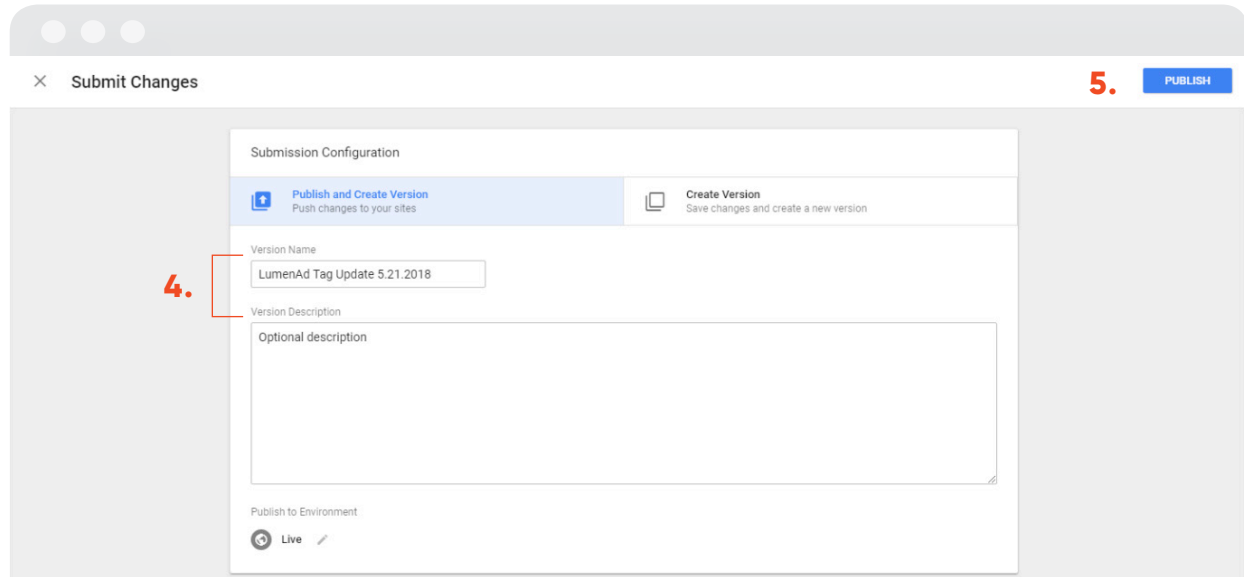 Submit Changes
5.
PUBLISH
Submission Configuration
Publish and Create Version
Push changes to your sites
Create Version
Save changes and create a new version
4.
Version Name
LumenAd Tag Update 5.21.2018
Version Description
Optional description
Publish to Environment
Live